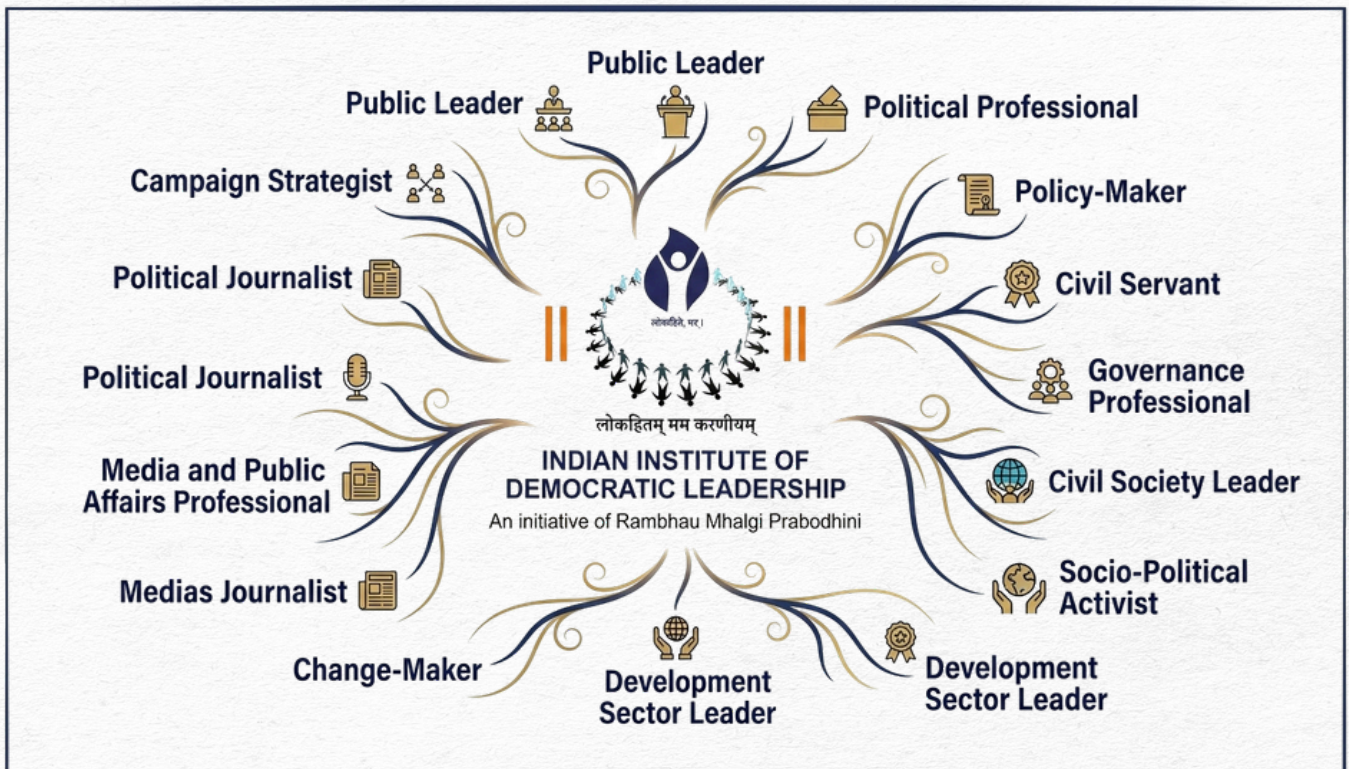 Public Leader
Public Leader
Political Professional
Campaign Strategist
Policy-Maker
Political Journalist
Civil Servant
लोकहितं, मम् ।
Political Journalist
Governance
Professional
लोकहितम् मम करणीयम्
Media and Public
Affairs Professional
INDIAN INSTITUTE OF
DEMOCRATIC LEADERSHIP
An initiative of Rambhau Mhalgi Prabodhini
Civil Society Leader
Medias Journalist
Socio-Political
Activist
Change-Maker
Development
Sector Leader
Development
Sector Leader